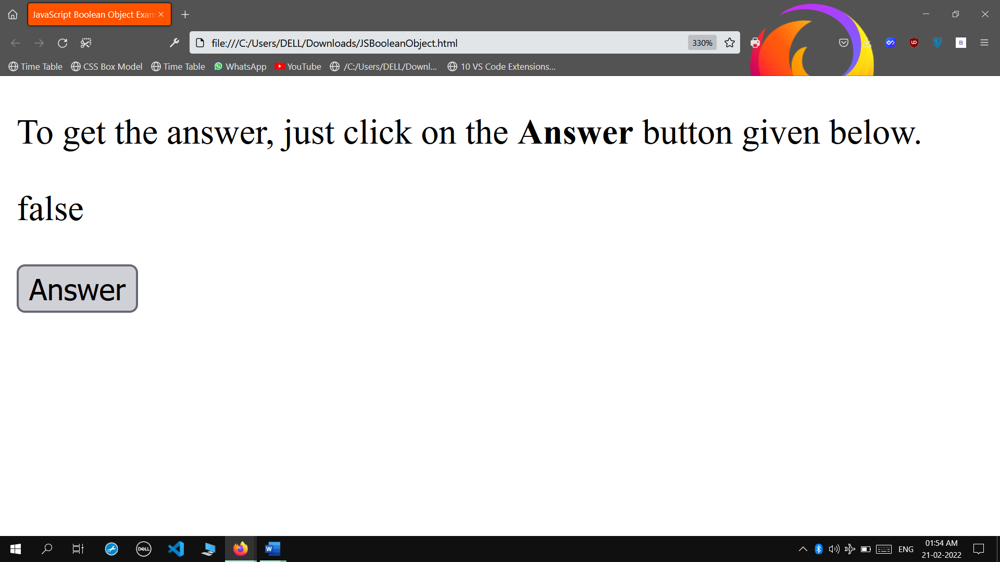 JavaScript Boolean Object Exam
file:///C:/Users/DELL/Downloads/JSBooleanObject.html 330%
Time Table CSS Box Model Time Table WhatsApp YouTube /C:/Users/DELL/Downl... 10 VS Code Extensions...
To get the answer, just click on the Answer button given below.
false
Answer
ENG
01:54 AM
21-02-2022